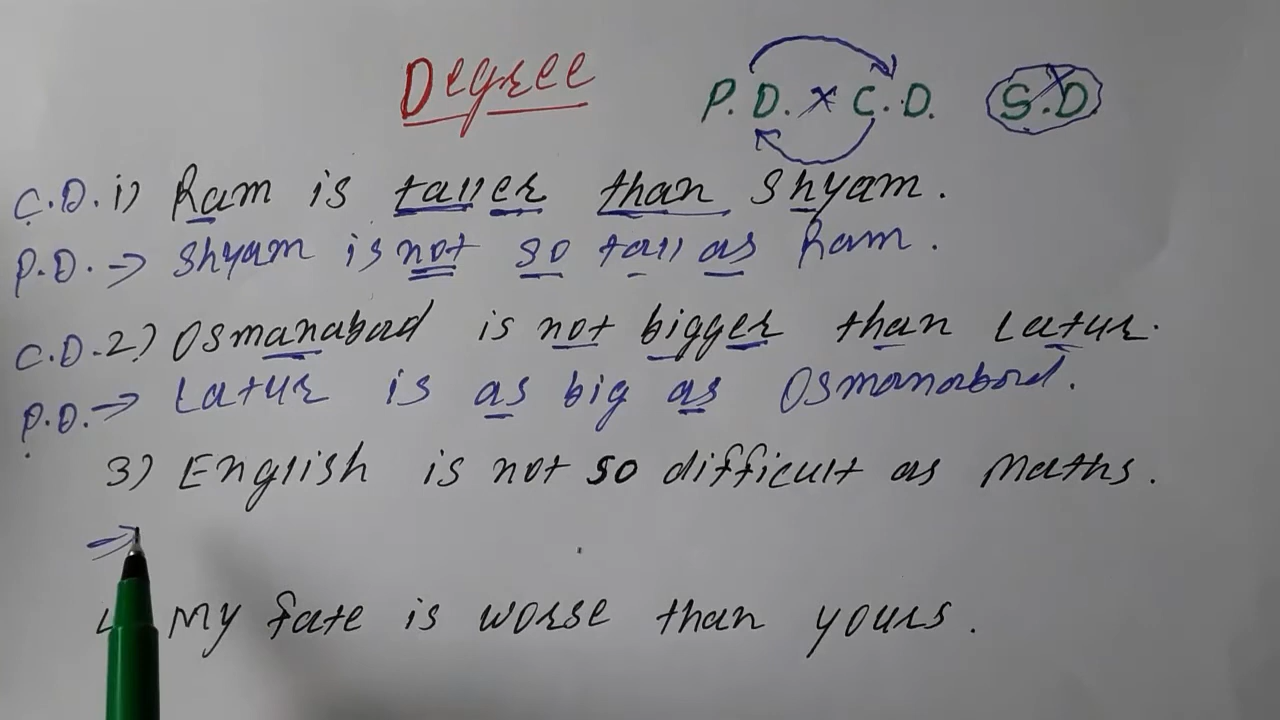 Degree P.D. × C.D. S.D.
C.D. 1) Ram is taller than Shyam.
P.D. → Shyam is not so tall as Ram.
C.D. 2) Osmanabad is not bigger than Latur.
P.D. → Latur is as big as Osmanabad.
3) English is not so difficult as Maths.
→
My fate is worse than yours.